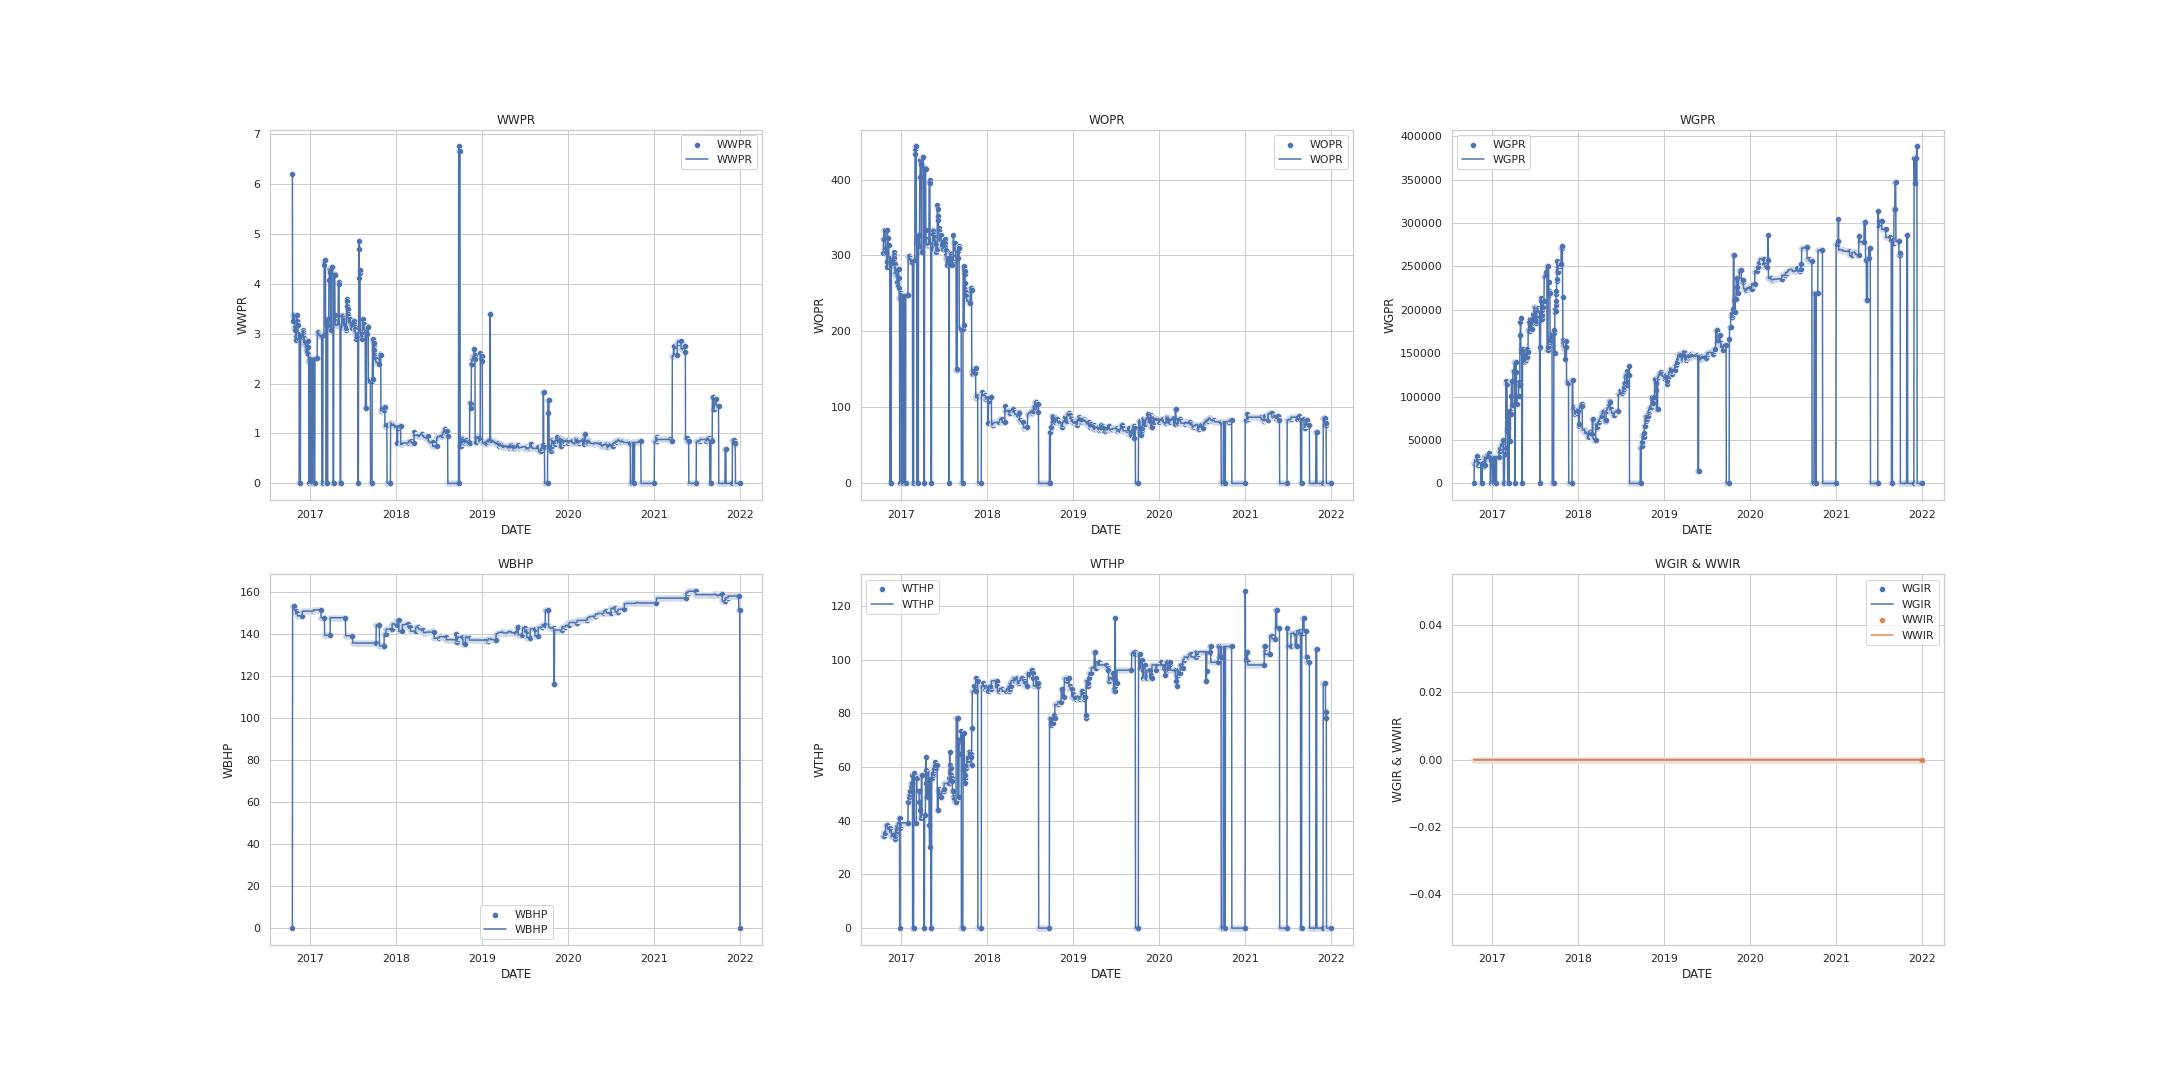 WWPR
7
6
5
4
3
2
1
0
WWPR
WWPR
WWPR
2017 2018 2019 2020 2021 2022
DATE
WOPR
400
300
200
100
0
WOPR
WOPR
WOPR
2017 2018 2019 2020 2021 2022
DATE
WGPR
400000
350000
300000
250000
200000
150000
100000
50000
0
WGPR
WGPR
WGPR
2017 2018 2019 2020 2021 2022
DATE
WBHP
160
140
120
100
80
60
40
20
0
WBHP
WBHP
WBHP
2017 2018 2019 2020 2021 2022
DATE
WTHP
120
100
80
60
40
20
0
WTHP
WTHP
WTHP
2017 2018 2019 2020 2021 2022
DATE
WGIR & WWIR
0.04
0.02
0.00
−0.02
−0.04
WGIR & WWIR
WGIR
WGIR
WWIR
WWIR
2017 2018 2019 2020 2021 2022
DATE